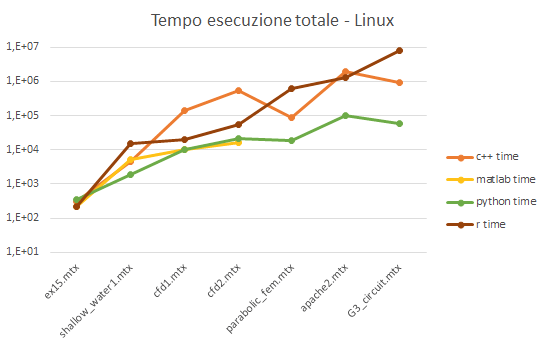 Tempo esecuzione totale - Linux
1,E+07
1,E+06
1,E+05
1,E+04
1,E+03
1,E+02
1,E+01
ex15.mtx
shallow_water1.mtx
cfd1.mtx
cfd2.mtx
parabolic_fem.mtx
apache2.mtx
G3_circuit.mtx
c++ time
matlab time
python time
r time